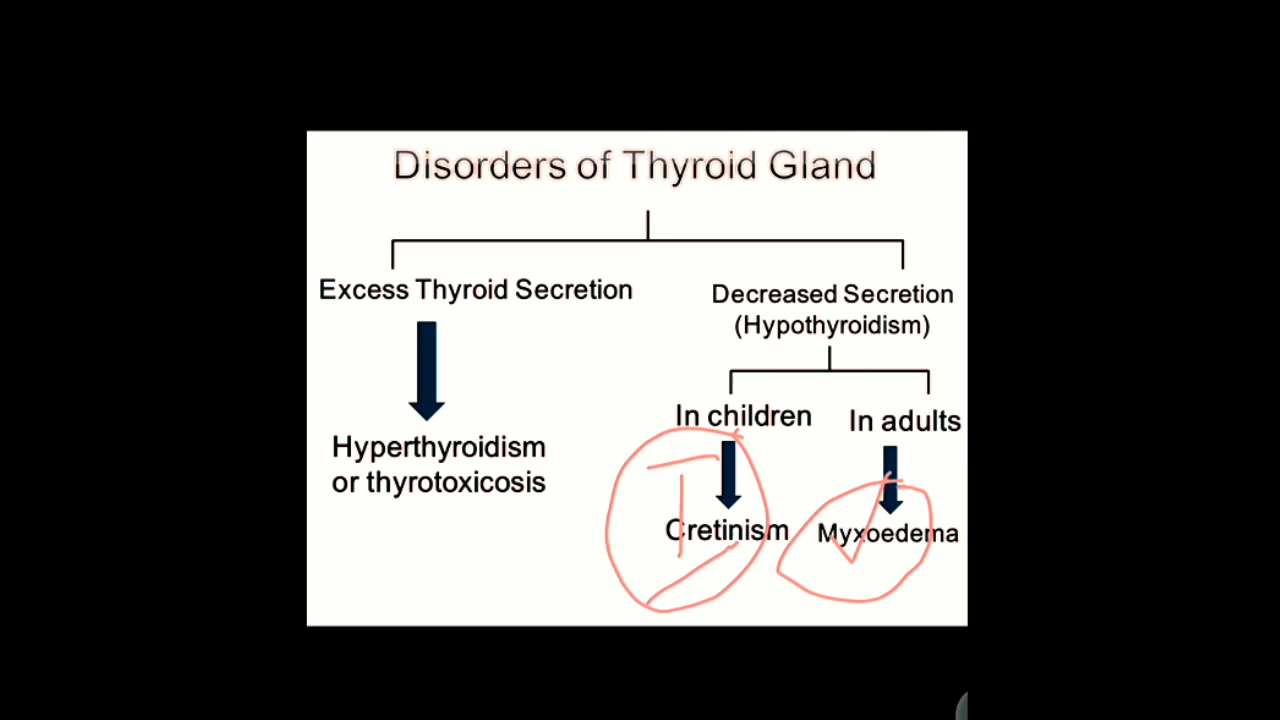 Disorders of Thyroid Gland
Excess Thyroid Secretion
Decreased Secretion
(Hypothyroidism)
In children
In adults
Hyperthyroidism
or thyrotoxicosis
Cretinism
Myxoedema